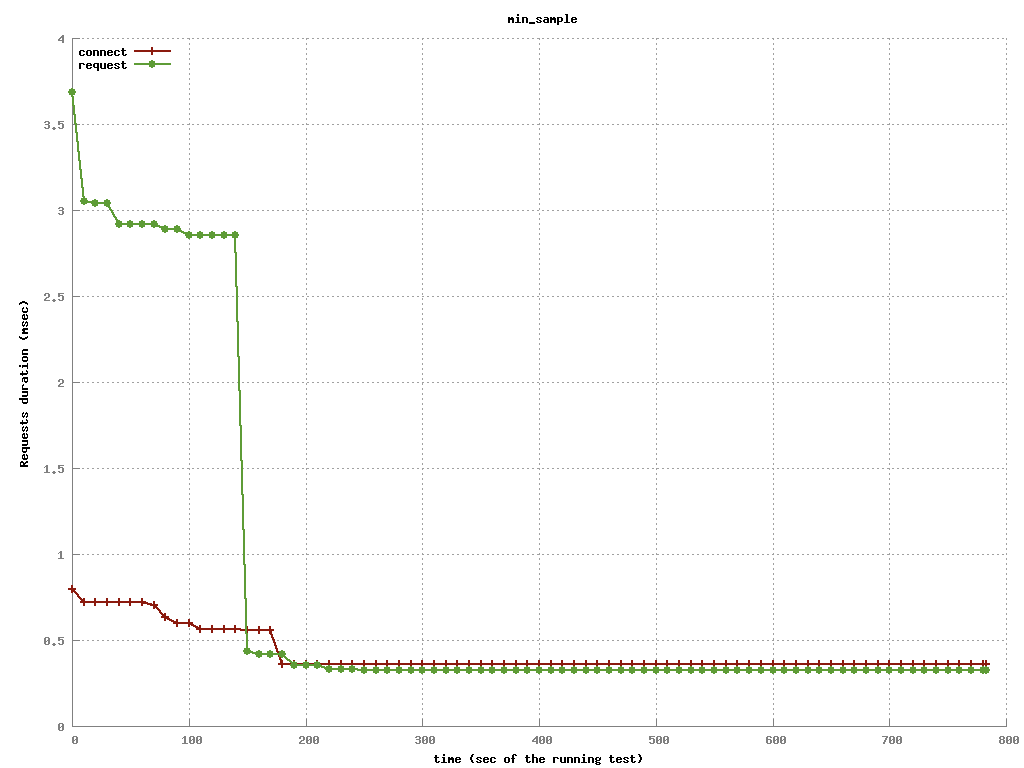 min_sample
connect
request
4
3.5
3
2.5
2
1.5
1
0.5
0
Requests duration (msec)
0 100 200 300 400 500 600 700 800
time (sec of the running test)